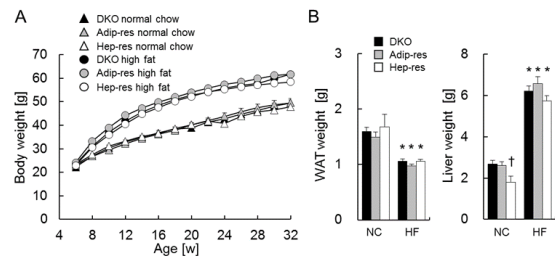 A
DKO normal chow
Adip-res normal chow
Hep-res normal chow
DKO high fat
Adip-res high fat
Hep-res high fat
Body weight [g]
70
60
50
40
30
20
10
0
4 8 12 16 20 24 28 32
Age [w]
B
DKO
Adip-res
Hep-res
WAT weight [g]
3
2
1
0
* * *
NC HF
Liver weight [g]
8
6
4
2
0
†
* * *
NC HF